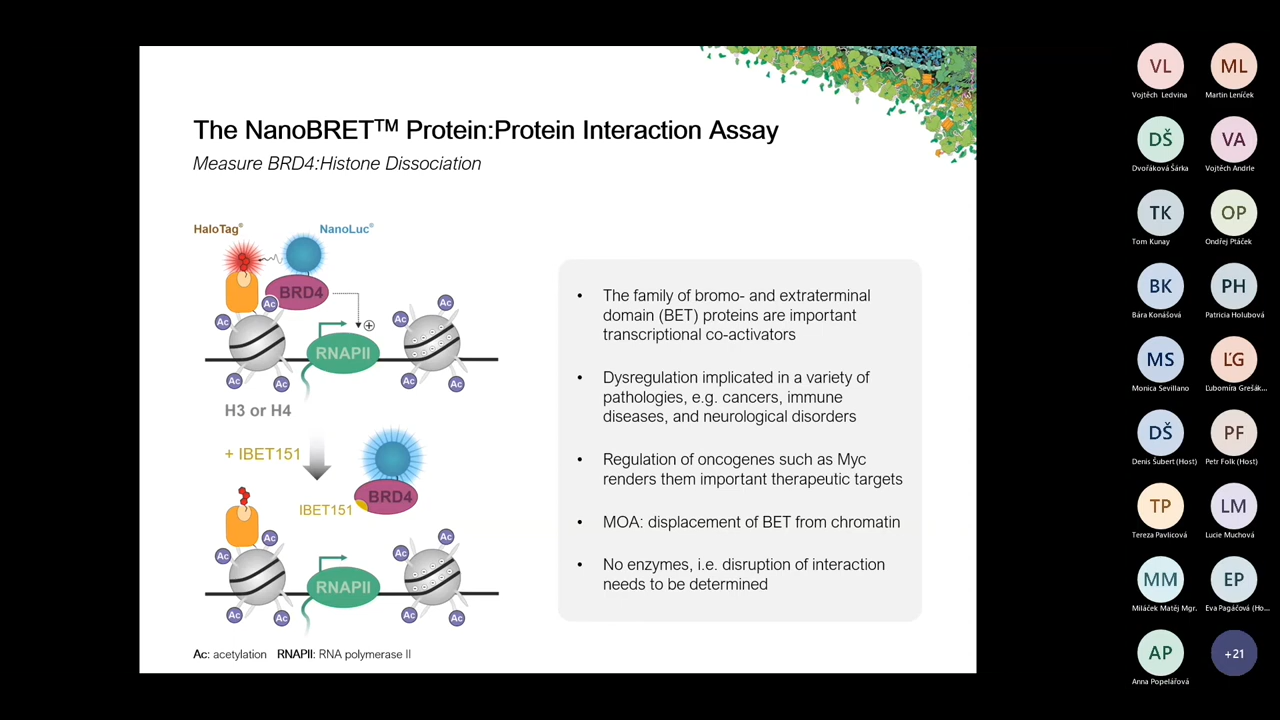 The NanoBRET™ Protein:Protein Interaction Assay
Measure BRD4:Histone Dissociation
HaloTag®
NanoLuc®
BRD4
Ac
Ac
Ac
Ac
+
RNAPII
Ac
Ac
Ac
Ac
H3 or H4
+ IBET151
IBET151
BRD4
Ac
Ac
Ac
Ac
RNAPII
Ac
Ac
Ac
Ac
Ac: acetylation RNAPII: RNA polymerase II
• The family of bromo- and extraterminal
domain (BET) proteins are important
transcriptional co-activators
• Dysregulation implicated in a variety of
pathologies, e.g. cancers, immune
diseases, and neurological disorders
• Regulation of oncogenes such as Myc
renders them important therapeutic targets
• MOA: displacement of BET from chromatin
• No enzymes, i.e. disruption of interaction
needs to be determined
VL
Vojtěch Ledvina
ML
Martin Leníček
DŠ
Dvořáková Šárka
VA
Vojtěch Andrle
TK
Tom Kunay
OP
Ondřej Ptáček
BK
Bára Konášová
PH
Patricia Holubová
MS
Monica Sevillano
ĽG
Ľubomíra Grešák...
DŠ
Denis Šubert (Host)
PF
Petr Folk (Host)
TP
Tereza Pavlicová
LM
Lucie Muchová
MM
Miláček Matěj Mgr.
EP
Eva Pagáčová (Ho...
AP
Anna Popelářová
+21